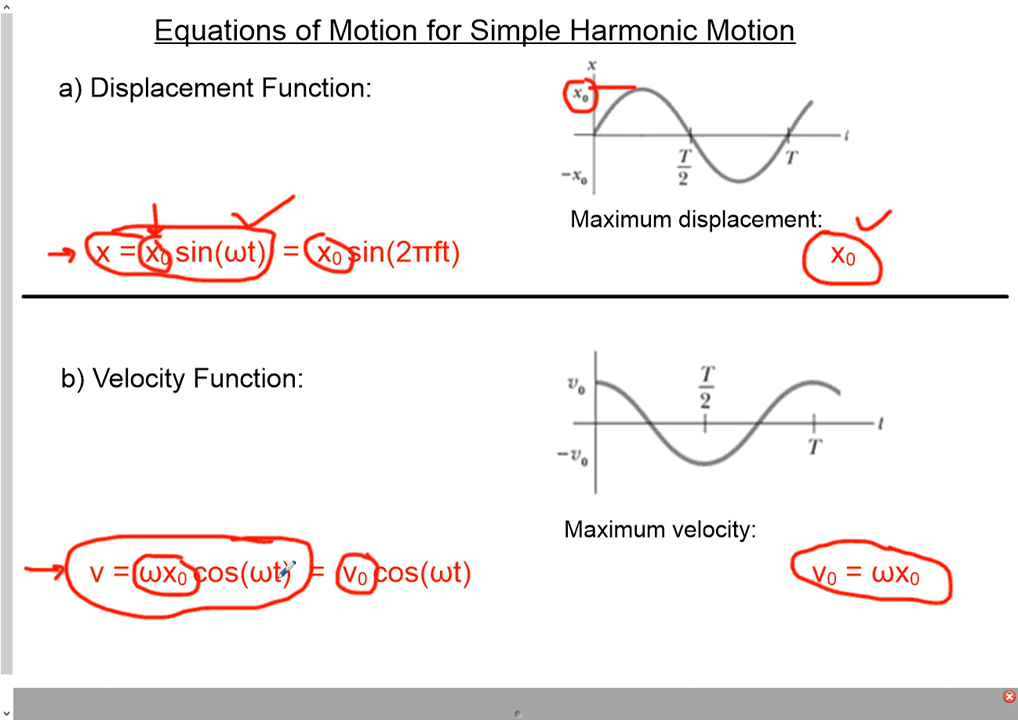 Equations of Motion for Simple Harmonic Motion
a) Displacement Function:
x
x₀
t
T/2
T
-x₀
Maximum displacement:
x = x₀ sin(ωt) = x₀ sin(2πft)
x₀
b) Velocity Function:
v₀
T/2
t
T
-v₀
Maximum velocity:
v = ωx₀ cos(ωt) = v₀ cos(ωt)
v₀ = ωx₀